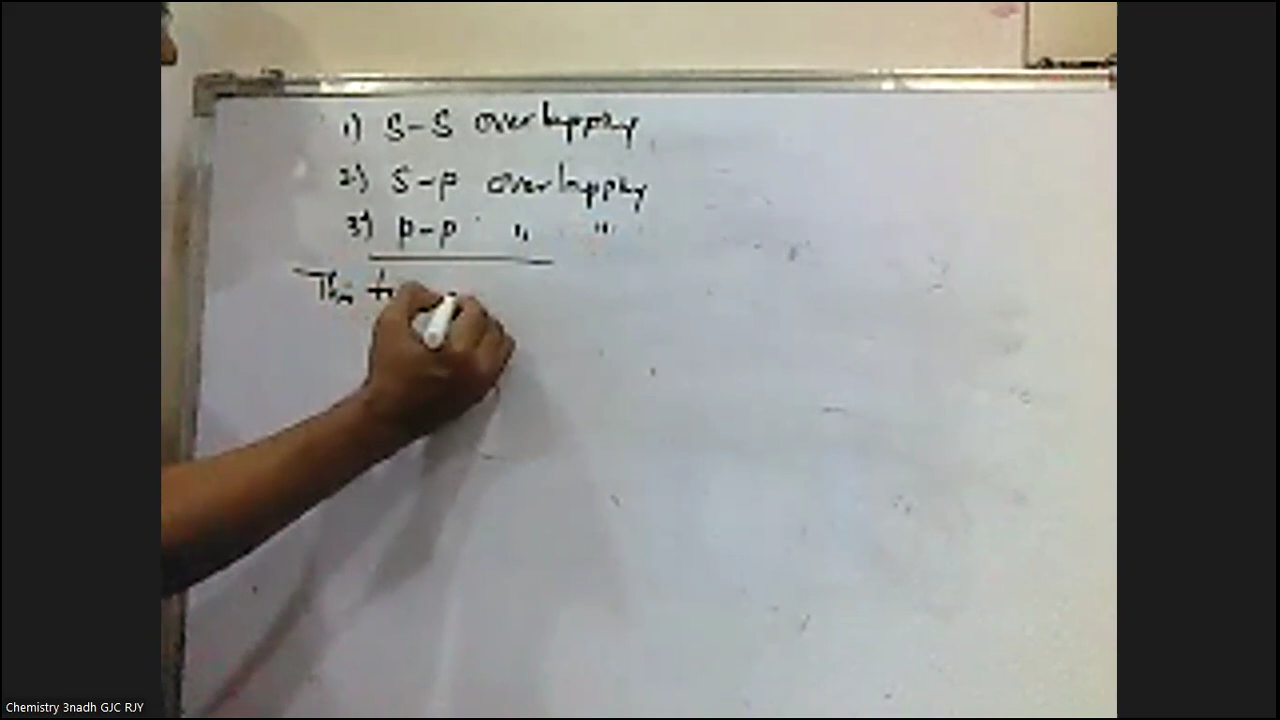 1) S-S overlapping
2) S-P overlapping
3) P-P " "
Chemistry 3nadh GJC RJY